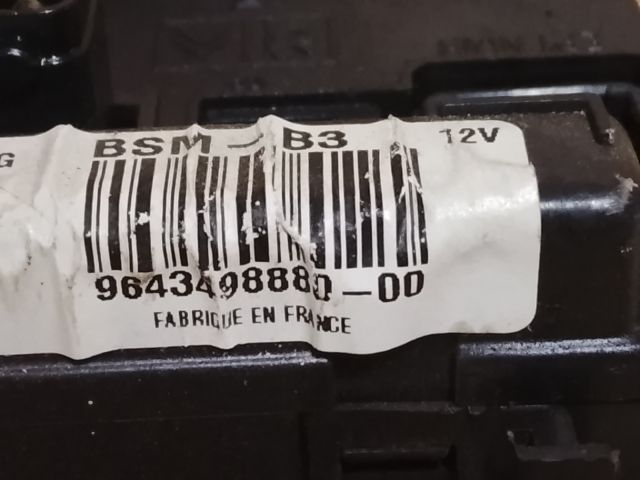 BSM - B3
12V
G
9643498880-00
FABRIQUE EN FRANCE